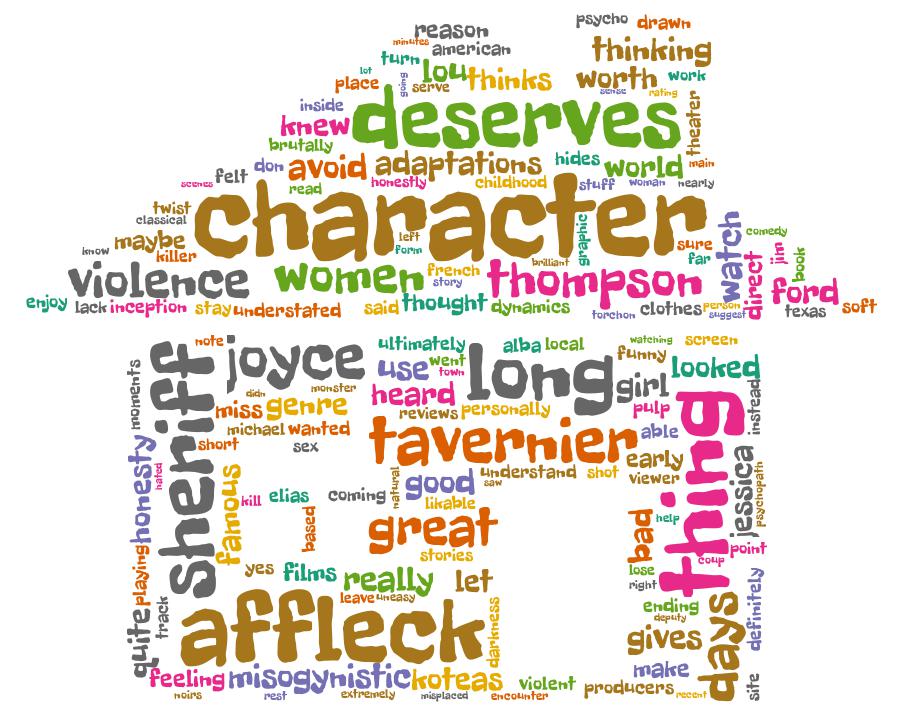 psycho drawn
reason
minutes american
thinking
turn
lot lou thinks
worth work
place going serve
sense rating
inside
deserves
theater
knew
brutally
don avoid adaptations hides world main
felt
scenes
read honestly childhood stuff woman nearly
twist
classical
character
left
form
graphic
brilliant
know maybe
killer
sure
far
watch
comedy
jim
book
violence women french
story
thompson
direct
ford
enjoy lack inception stay understated said thought dynamics
torchon clothes person
suggest
texas soft
note joyce ultimately alba local watching screen
moments
sheriff
use went
town
long
funny
girl looked
didn monster
heard
miss genre
reviews personally
pulp
instead
michael wanted
tavernier
able
thing
short
sex
honesty
hated
understand shot early
viewer
famous
kill elias coming natural good saw
likable
jessica
psychopath
based
great
stories
bad
help
point
coup
playing
yes films really let
lose
right
track
leave uneasy
quite
affleck
darkness
ending
deputy
gives
days
definitely
feeling misogynistic koteas violent
make
producers recent
noirs rest extremely misplaced encounter
site